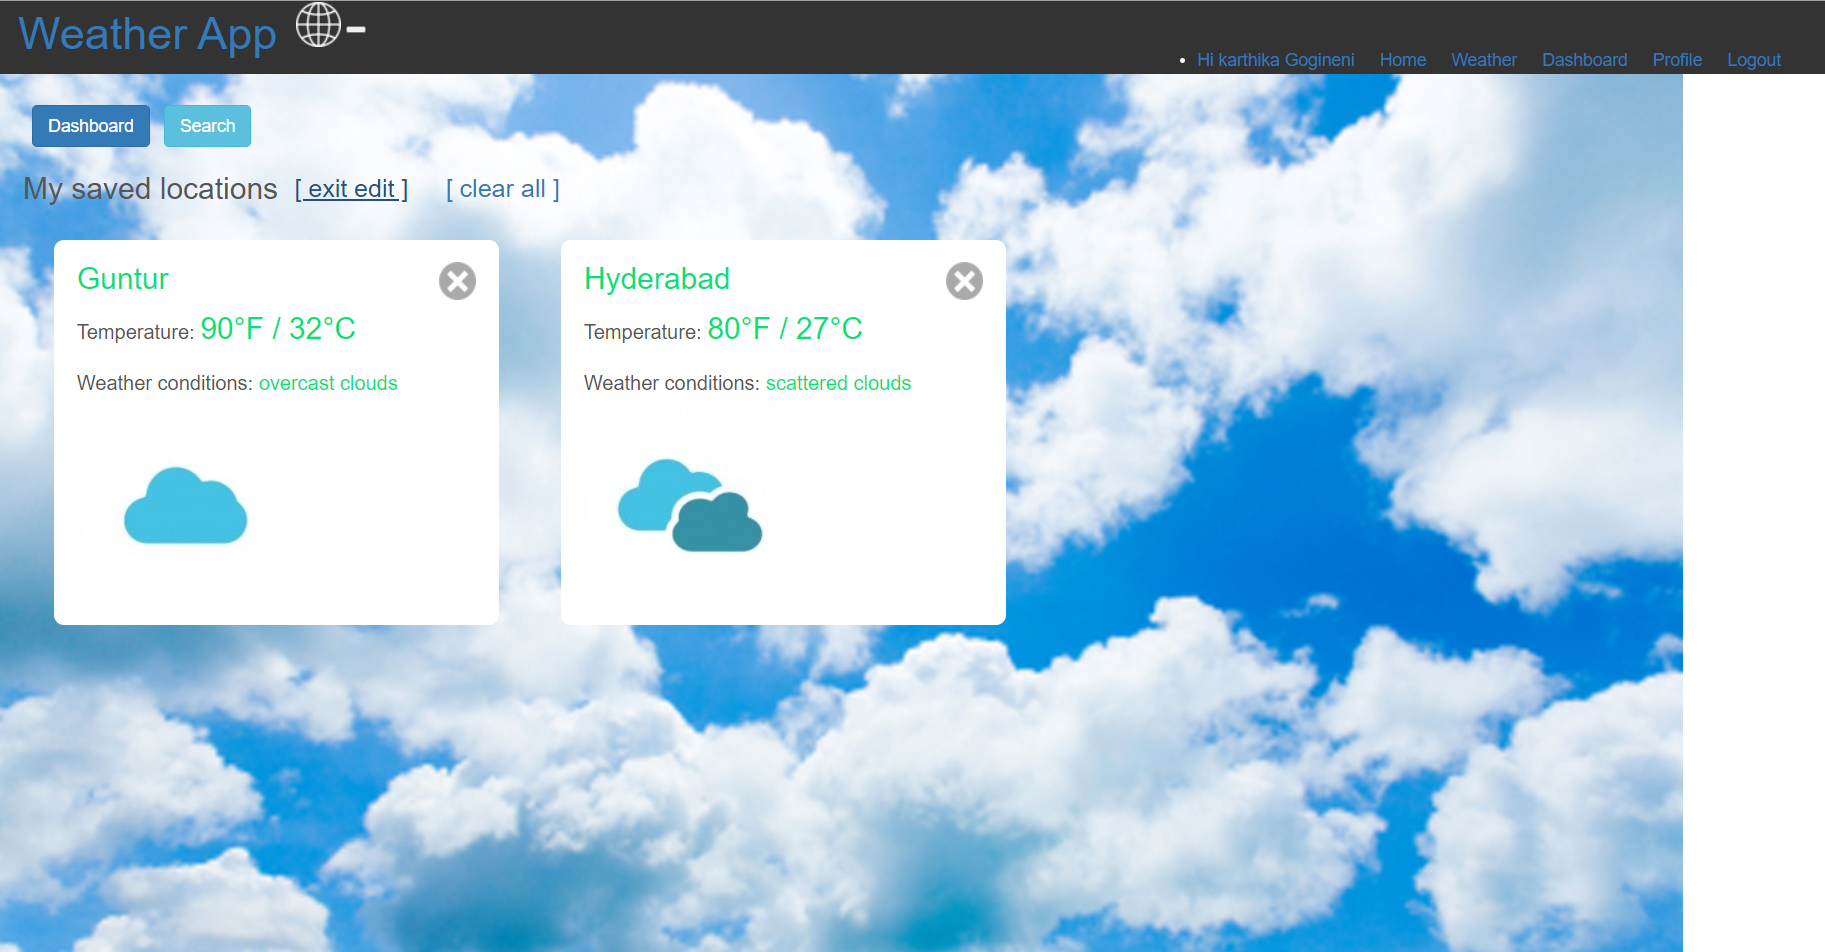 Weather App
Hi karthika Gogineni Home Weather Dashboard Profile Logout
Dashboard Search
My saved locations [ exit edit ] [ clear all ]
Guntur
Temperature: 90°F / 32°C
Weather conditions: overcast clouds
Hyderabad
Temperature: 80°F / 27°C
Weather conditions: scattered clouds